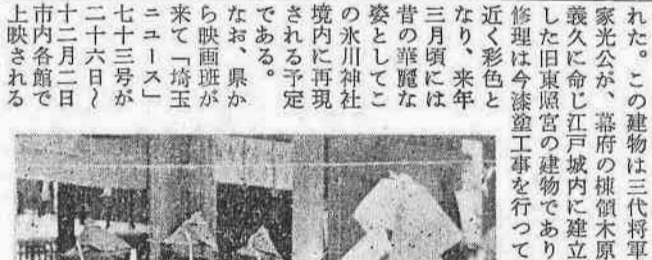 れた。この建物は三代将軍
家光公が、幕府の棟領木原
義久に命じ江戸城内に建立
した旧東照宮の建物であり
修理は今漆塗工事を行って
近く彩色と
なり、来年
三月頃には
昔の華麗な
姿としてこ
の氷川神社
境内に再現
される予定
である。
なお、県か
ら映画班が
来て「埼玉
ニュース」
七十三号が
二十六日〜
十二月二日
市内各館で
上映される